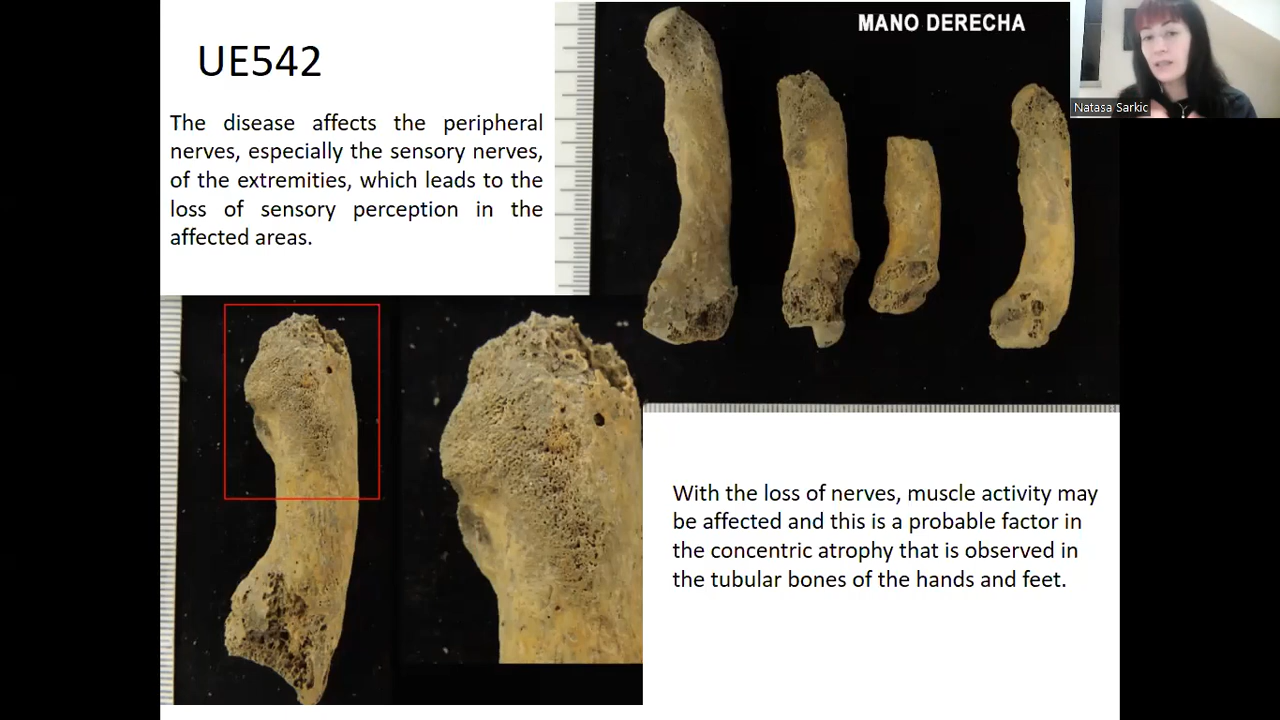 UE542
The disease affects the peripheral
nerves, especially the sensory nerves,
of the extremities, which leads to the
loss of sensory perception in the
affected areas.
MANO DERECHA
Natasa Sarkic
With the loss of nerves, muscle activity may
be affected and this is a probable factor in
the concentric atrophy that is observed in
the tubular bones of the hands and feet.